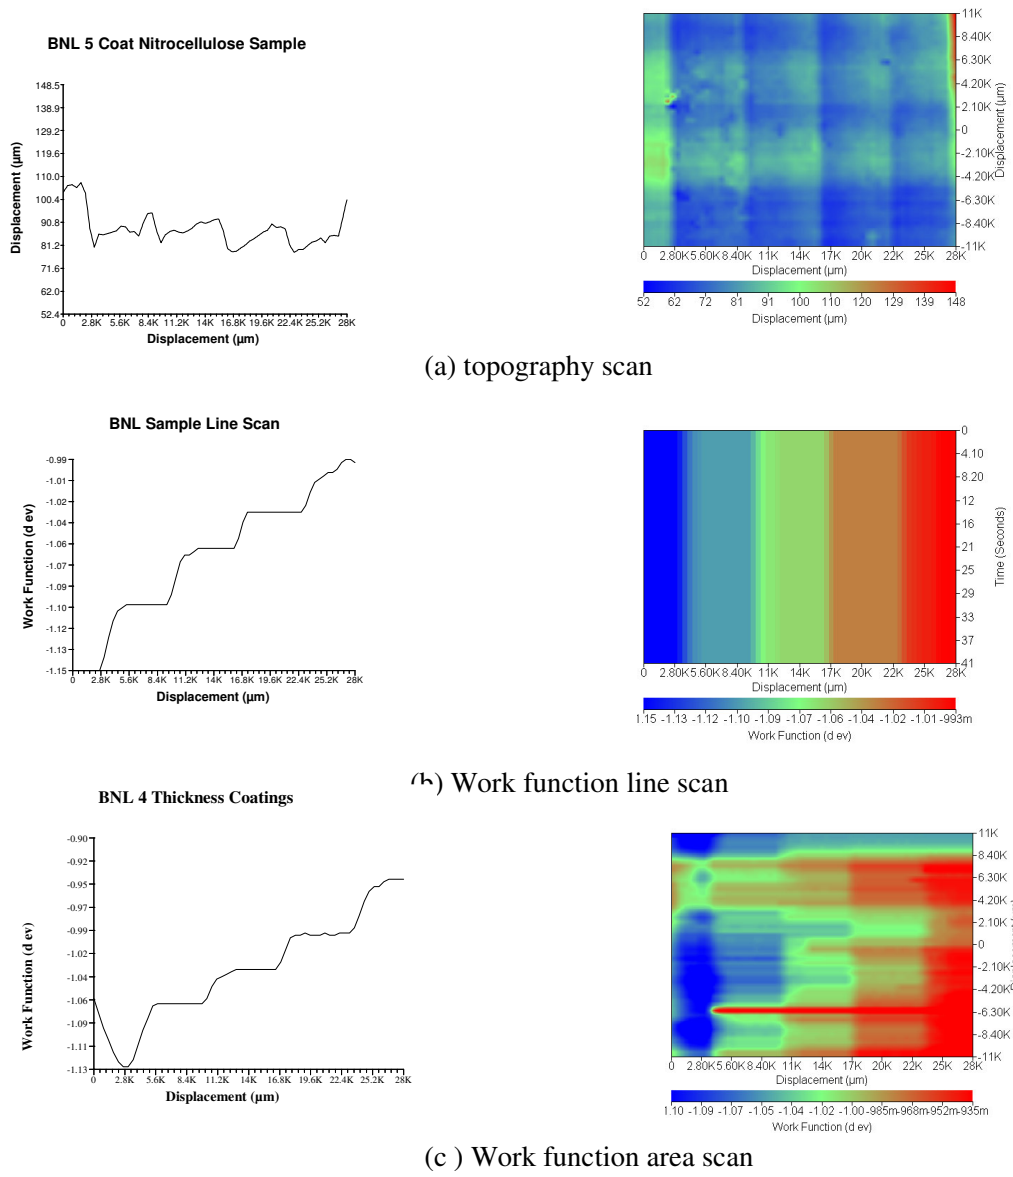 BNL 5 Coat Nitrocellulose Sample
148.5
138.9
129.2
119.6
110.0
100.4
90.8
81.2
71.6
62.0
52.4
Displacement (µm)
0 2.8K 5.6K 8.4K 11.2K 14K 16.8K 19.6K 22.4K 25.2K 28K
Displacement (µm)
11K
8.40K
6.30K
4.20K
2.10K
0
-2.10K
-4.20K
-6.30K
-8.40K
-11K
Displacement (µm)
0 2.80K 5.60K 8.40K 11K 14K 17K 20K 22K 25K 28K
Displacement (µm)
52 62 72 81 91 100 110 120 129 139 148
Displacement (µm)
(a) topography scan
BNL Sample Line Scan
-0.99
-1.01
-1.02
-1.04
-1.06
-1.07
-1.09
-1.10
-1.12
-1.13
-1.15
Work Function (d ev)
0 2.8K 5.6K 8.4K 11.2K 14K 16.8K 19.6K 22.4K 25.2K 28K
Displacement (µm)
0
4.10
8.20
12
16
21
25
29
33
37
41
Time (Seconds)
0 2.80K 5.60K 8.40K 11K 14K 17K 20K 22K 25K 28K
Displacement (µm)
1.15 -1.13 -1.12 -1.10 -1.09 -1.07 -1.06 -1.04 -1.02 -1.01 -993m
Work Function (d ev)
) Work function line scan
BNL 4 Thickness Coatings
-0.90
-0.92
-0.95
-0.97
-0.99
-1.02
-1.04
-1.06
-1.09
-1.11
-1.13
Work Function (d ev)
0 2.8K 5.6K 8.4K 11.2K 14K 16.8K 19.6K 22.4K 25.2K 28K
Displacement (µm)
11K
8.40K
6.30K
4.20K
2.10K
0
-2.10K
-4.20K
-6.30K
-8.40K
-11K
0 2.80K 5.60K 8.40K 11K 14K 17K 20K 22K 25K 28K
Displacement (µm)
1.10 -1.09 -1.07 -1.05 -1.04 -1.02 -1.00 -985m -968m -952m -935m
Work Function (d ev)
(c ) Work function area scan